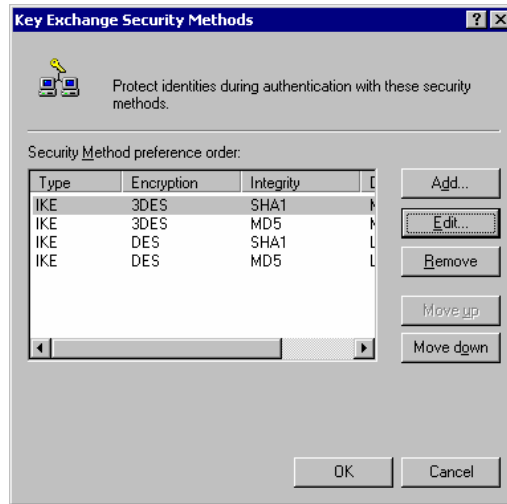 Key Exchange Security Methods
Protect identities during authentication with these security
methods.
Security Method preference order:
Type Encryption Integrity
IKE 3DES SHA1
IKE 3DES MD5
IKE DES SHA1
IKE DES MD5
Add...
Edit...
Remove
Move up
Move down
OK Cancel